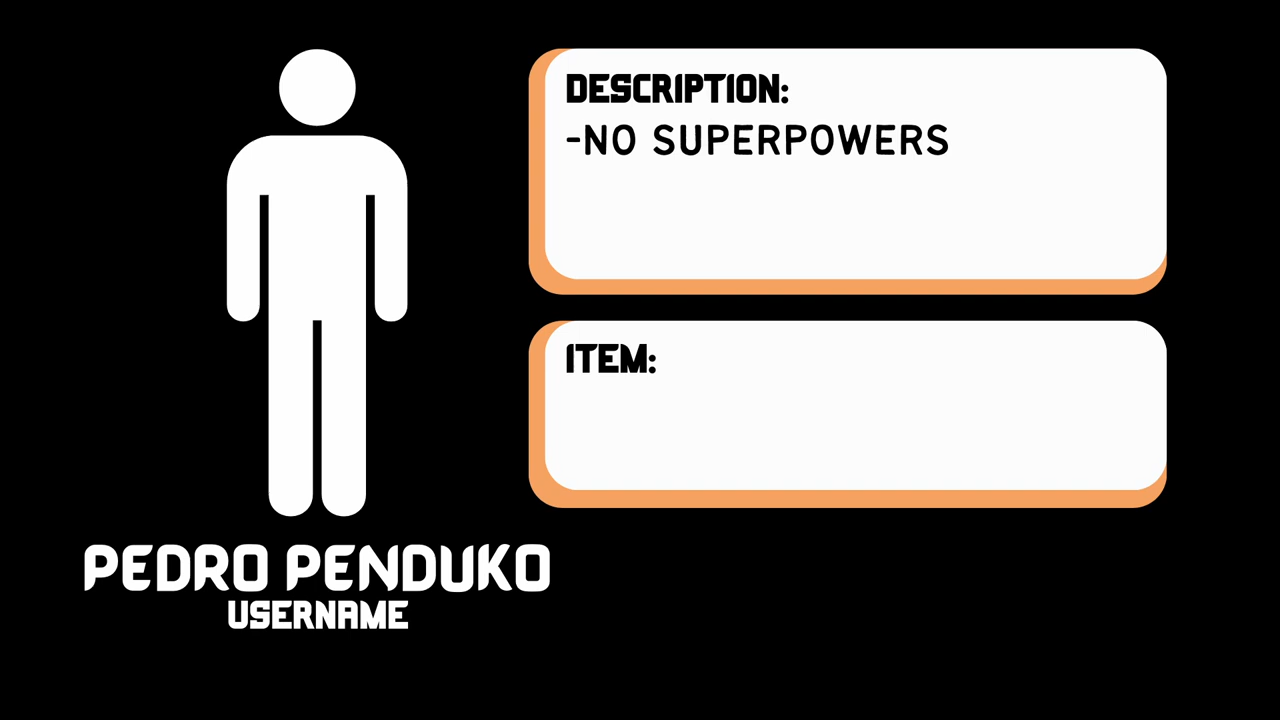 DESCRIPTION:
-NO SUPERPOWERS
ITEM:
PEDRO PENDUKO
USERNAME